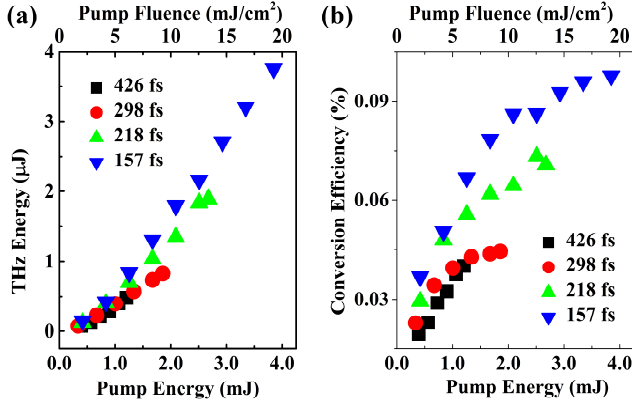 (a)
Pump Fluence (mJ/cm²)
0 5 10 15 20
4
3
2
1
0
THz Energy (μJ)
426 fs
298 fs
218 fs
157 fs
0.0 1.0 2.0 3.0 4.0
Pump Energy (mJ)
(b)
Pump Fluence (mJ/cm²)
0 5 10 15 20
0.09
0.06
0.03
Conversion Efficiency (%)
426 fs
298 fs
218 fs
157 fs
0.0 1.0 2.0 3.0 4.0
Pump Energy (mJ)